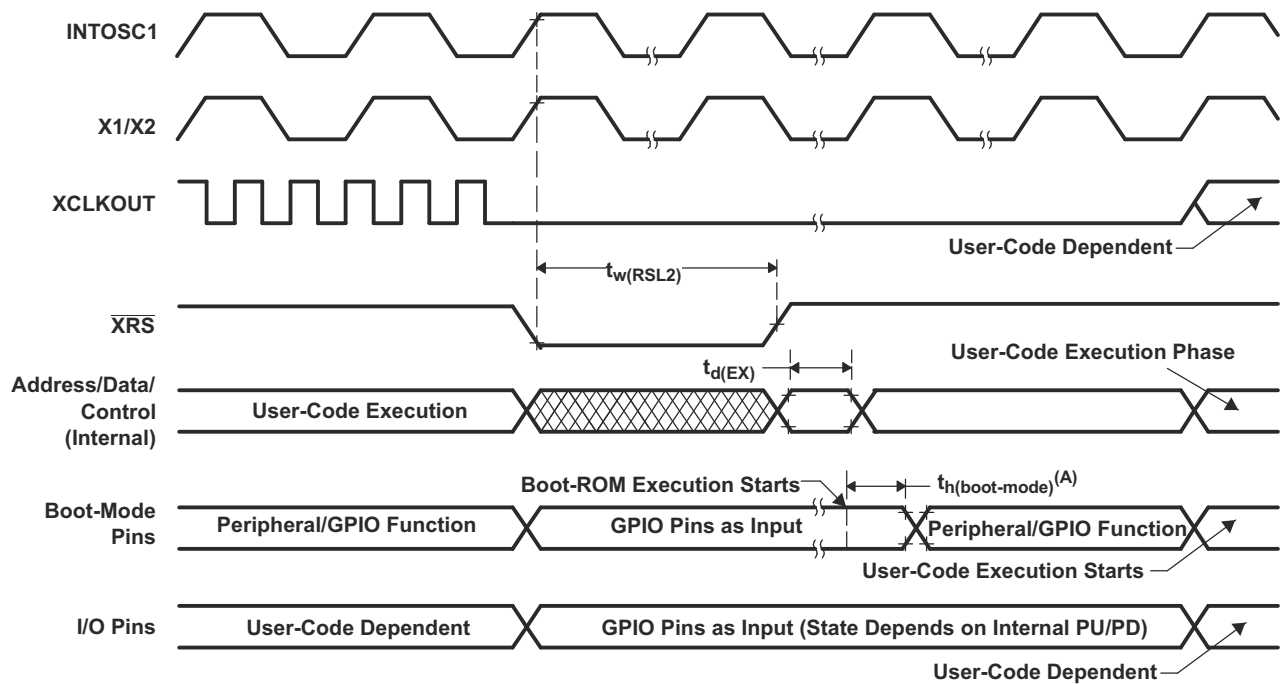 INTOSC1
X1/X2
XCLKOUT
User-Code Dependent
tw(RSL2)
XRS
User-Code Execution Phase
td(EX)
Address/Data/
Control
(Internal)
User-Code Execution
Boot-ROM Execution Starts
th(boot-mode)(A)
Boot-Mode
Pins
Peripheral/GPIO Function
GPIO Pins as Input
Peripheral/GPIO Function
User-Code Execution Starts
I/O Pins
User-Code Dependent
GPIO Pins as Input (State Depends on Internal PU/PD)
User-Code Dependent